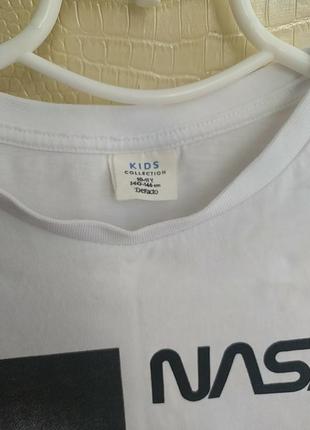 KIDS
COLLECTION
10-11 Y
140-146 cm
DeFacto
NASA